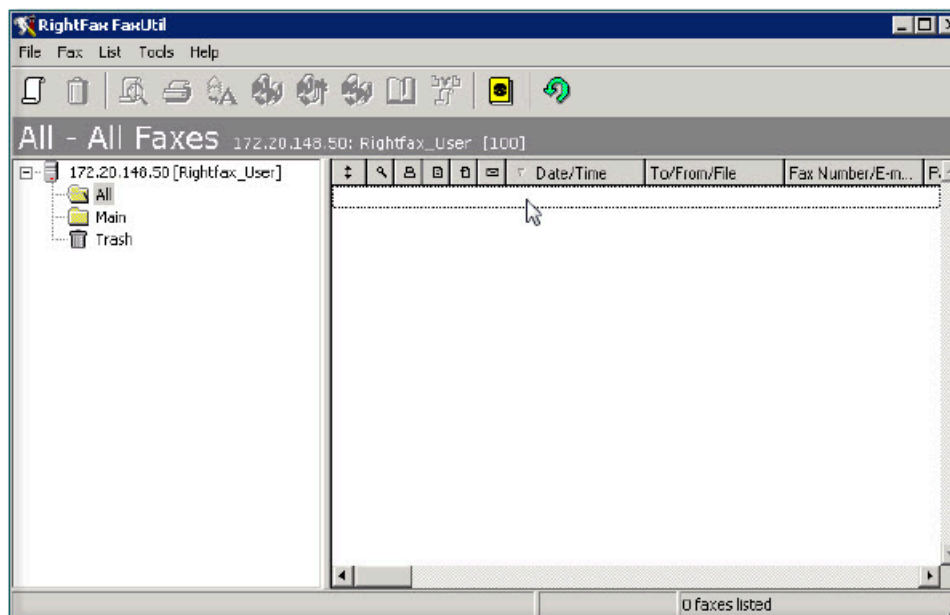 RightFax FaxUtil
File Fax List Tools Help
All - All Faxes 172.20.148.50: Rightfax_User [100]
172.20.148.50 [Rightfax_User]
All
Main
Trash
Date/Time To/From/File Fax Number/E-m...
0 faxes listed